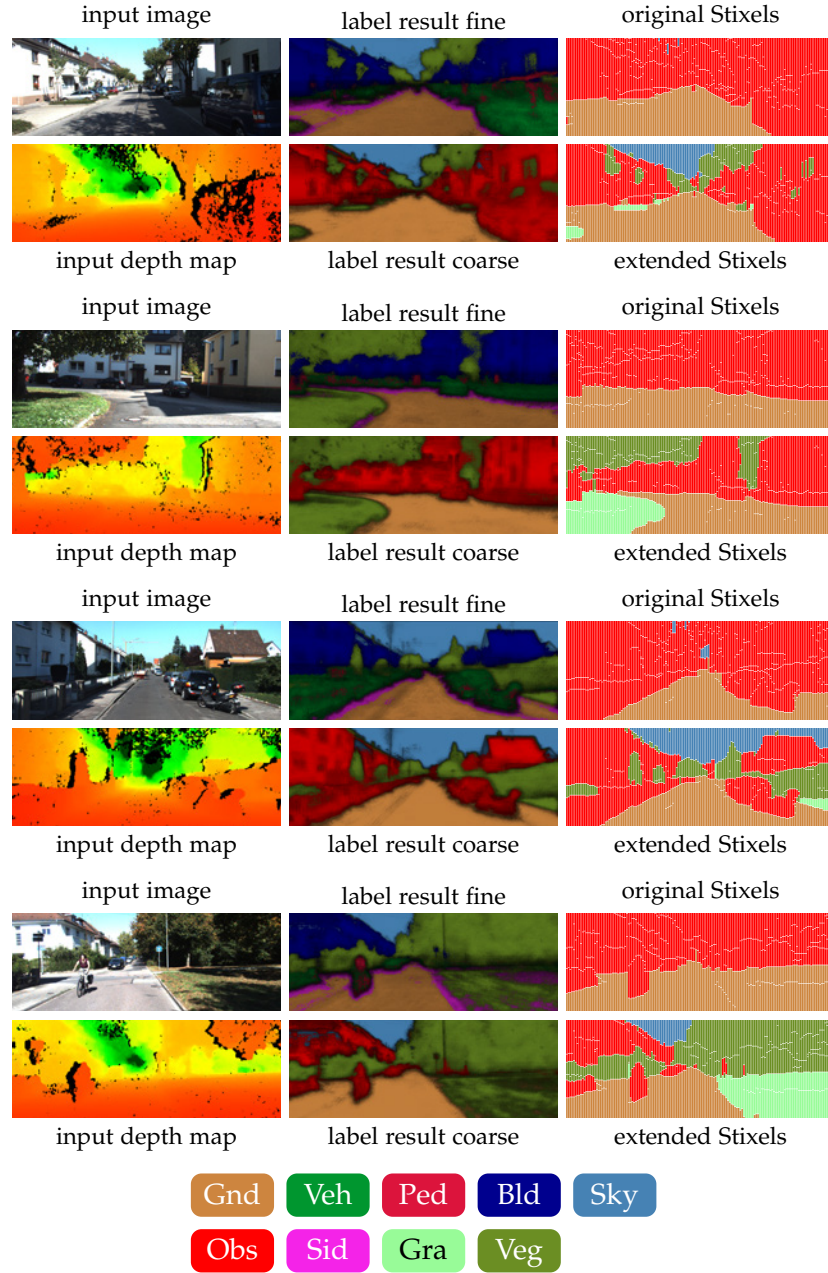 input image
label result fine
original Stixels
input depth map
label result coarse
extended Stixels
input image
label result fine
original Stixels
input depth map
label result coarse
extended Stixels
input image
label result fine
original Stixels
input depth map
label result coarse
extended Stixels
input image
label result fine
original Stixels
input depth map
label result coarse
extended Stixels
Gnd Veh Ped Bld Sky
Obs Sid Gra Veg